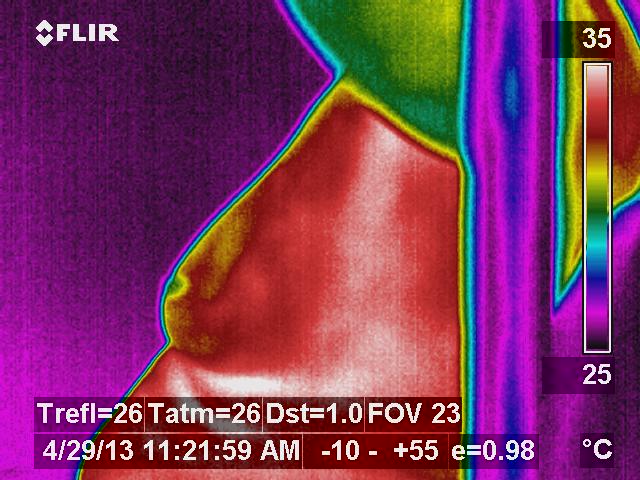 FLIR
35
25
Trefl=26 Tatm=26 Dst=1.0 FOV 23
4/29/13 11:21:59 AM -10 - +55 e=0.98 °C